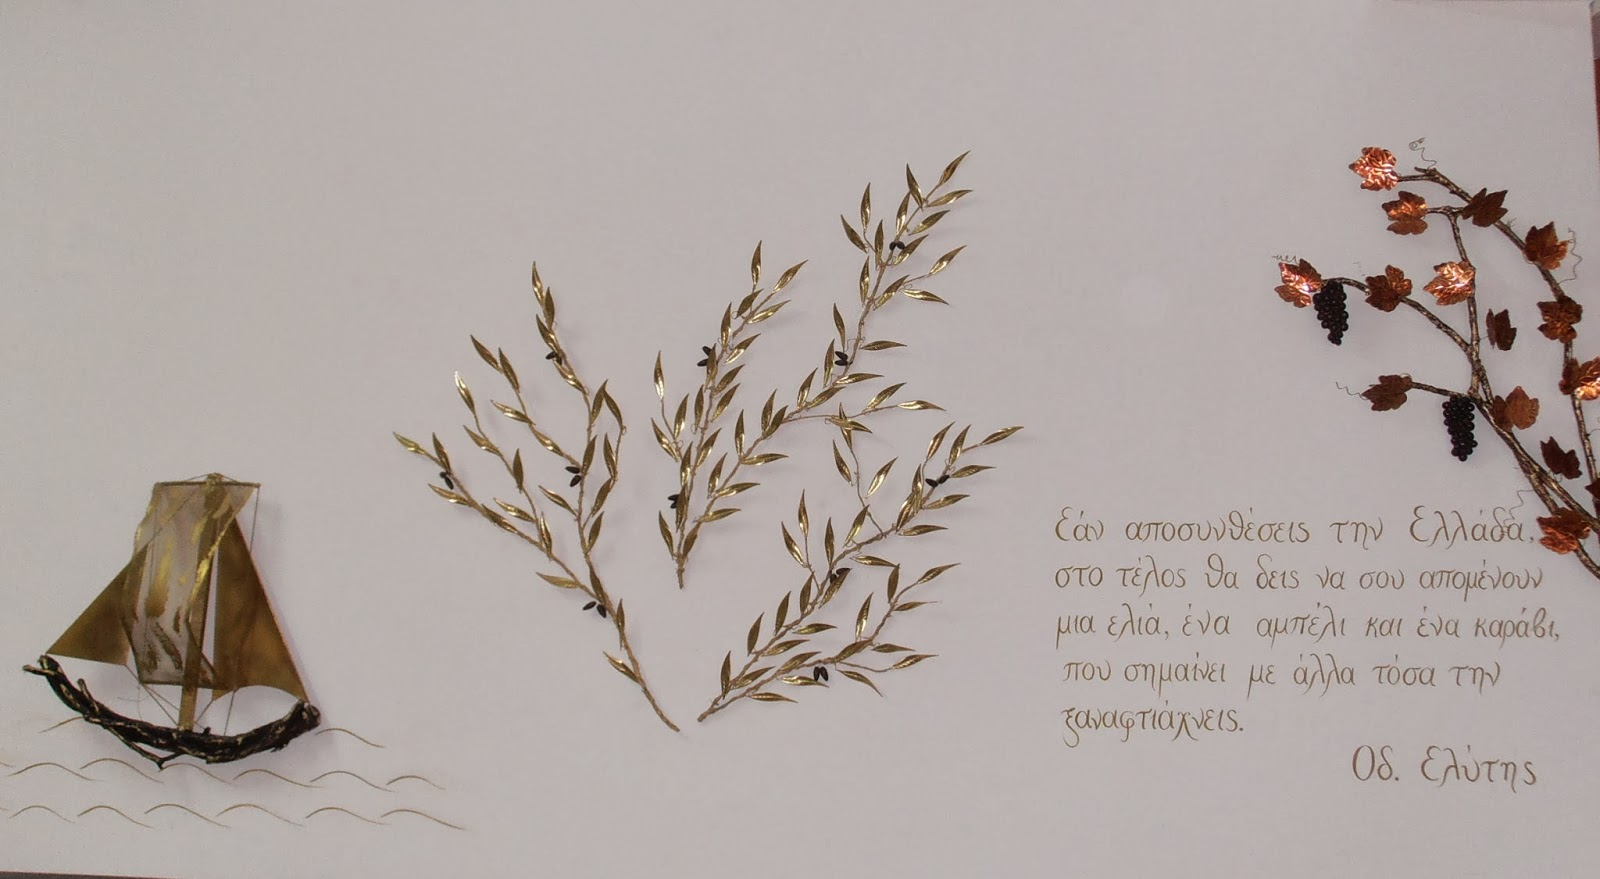 Εάν αποσυνθέσεις την Ελλάδα,
στο τέλος θα δεις να σου απομένουν
μια ελιά, ένα αμπέλι και ένα καράβι,
που σημαίνει με άλλα τόσα την
ξαναφτιάχνεις.
Οδ. Ελύτης